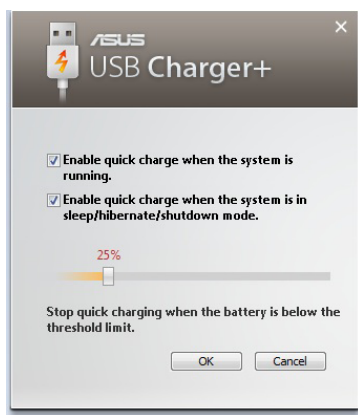 ASUS
USB Charger+
Enable quick charge when the system is
running.
Enable quick charge when the system is in
sleep/hibernate/shutdown mode.
25%
Stop quick charging when the battery is below the
threshold limit.
OK Cancel